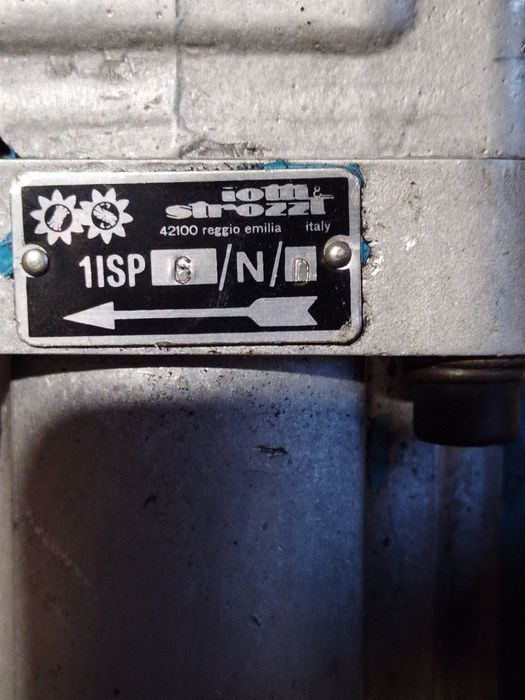 iotti &
strozzi
42100 reggio emilia italy
1ISP 6 /N/ D